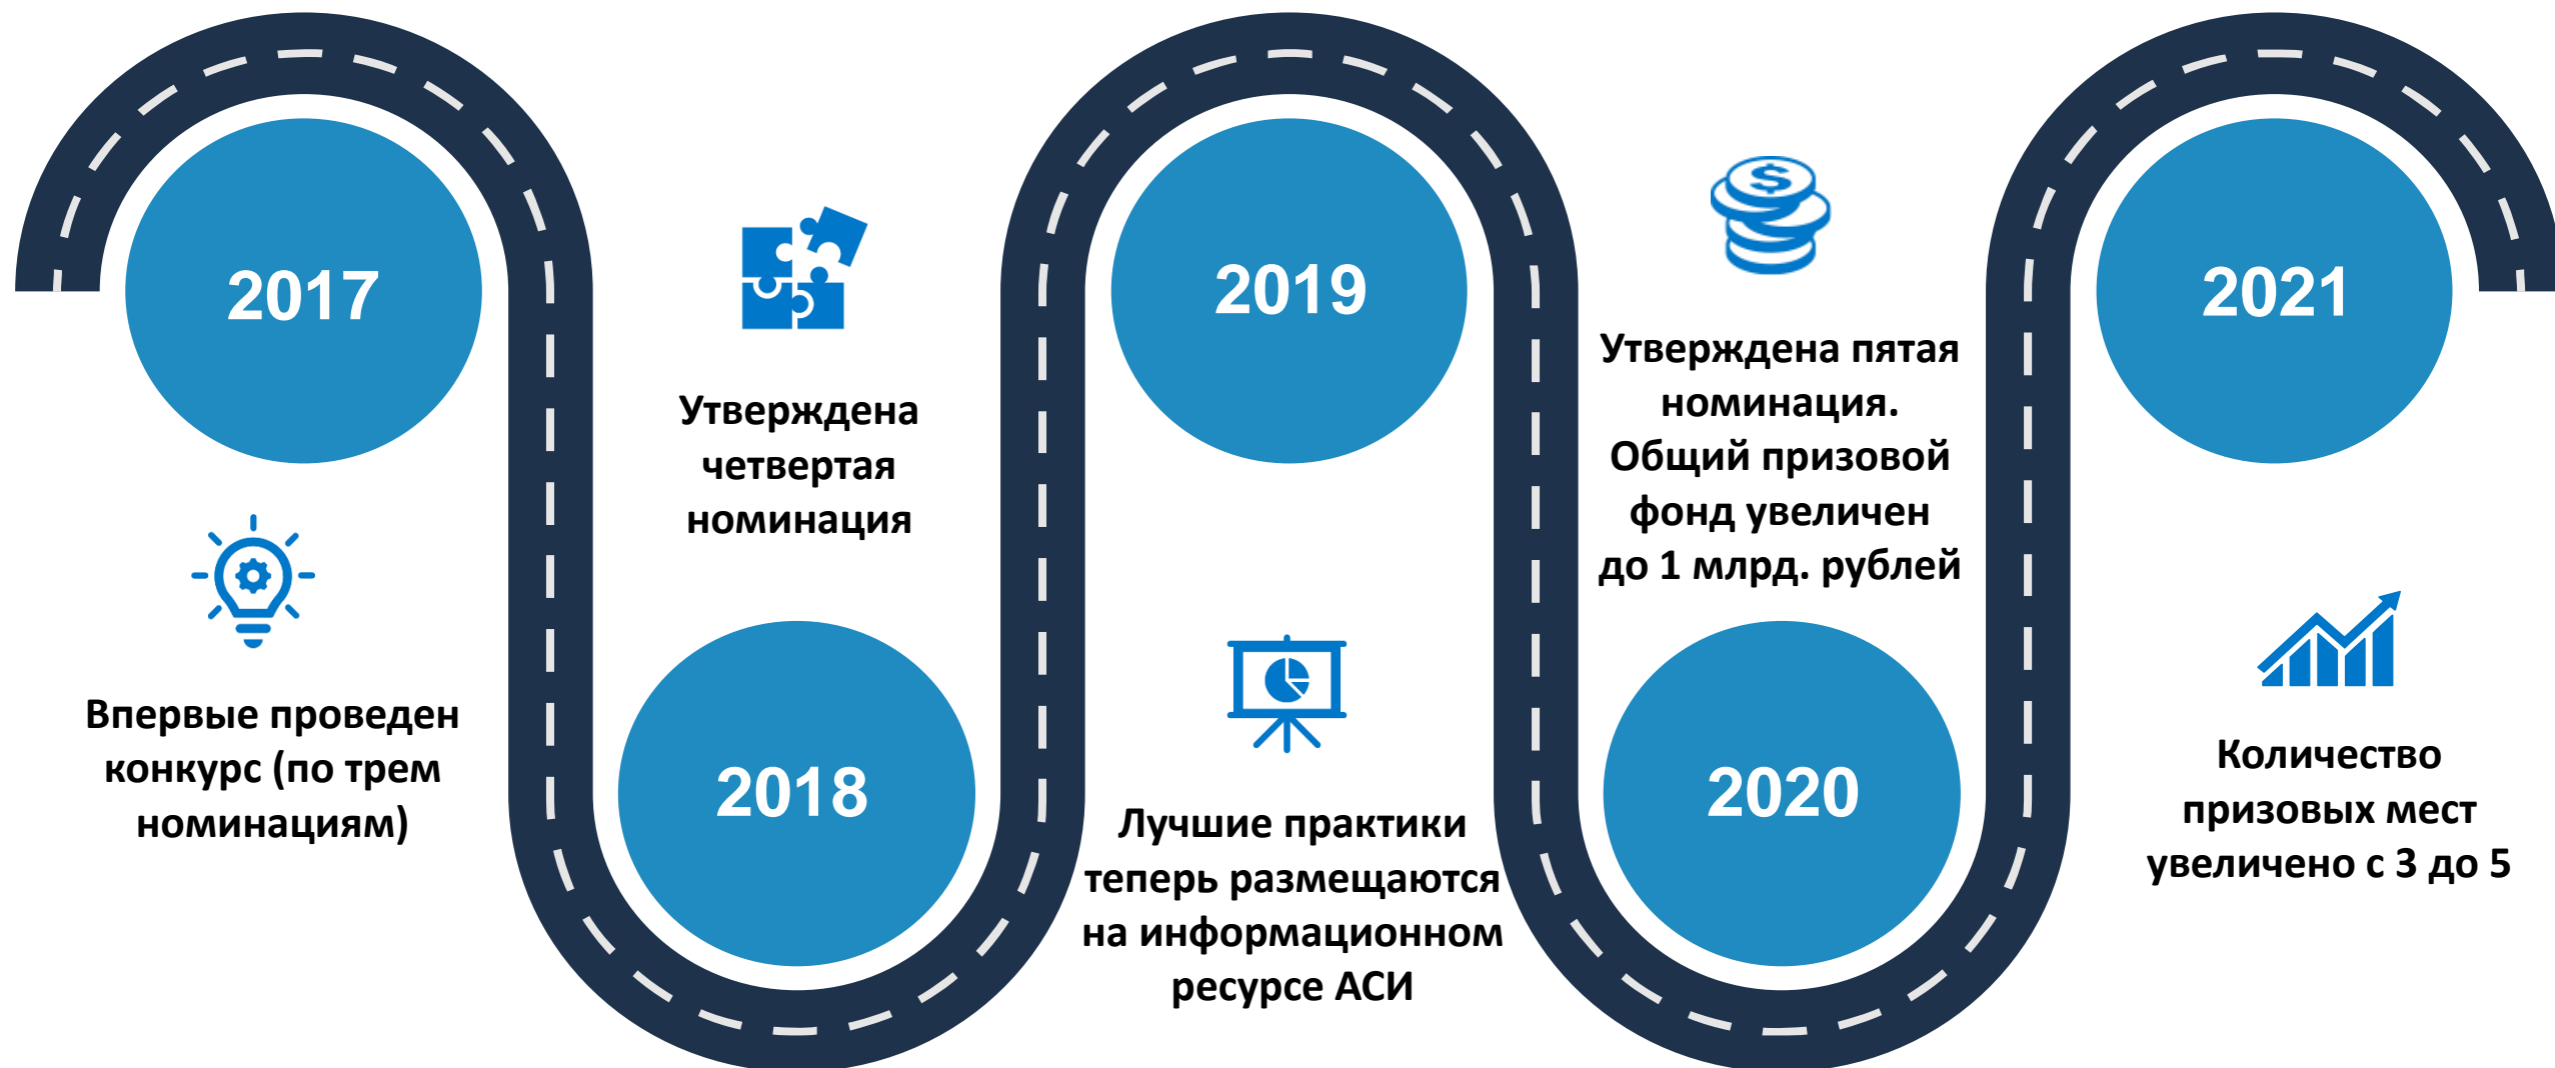 2017
Впервые проведен
конкурс (по трем
номинациям)
Утверждена
четвертая
номинация
2018
2019
Лучшие практики
теперь размещаются
на информационном
ресурсе АСИ
Утверждена пятая
номинация.
Общий призовой
фонд увеличен
до 1 млрд. рублей
2020
2021
Количество
призовых мест
увеличено с 3 до 5